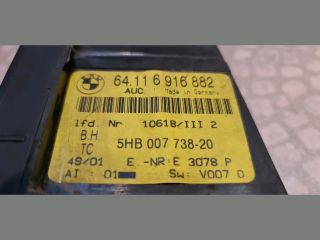 BMW
64.11 6 916 882
AUC Made in Germany
lfd. Nr 10618/III 2
B.H
TC 5HB 007 738-20
49/01 E -NR:E 3078 P
AI : 01 Sw: V007 0